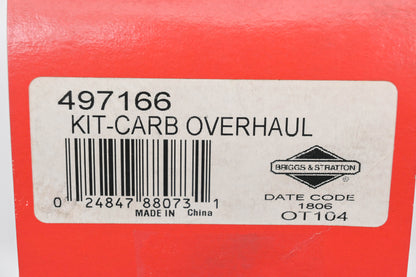 497166
KIT-CARB OVERHAUL
BRIGGS & STRATTON
®
0 24847 88073 1
MADE IN China
DATE CODE
1806
OT104